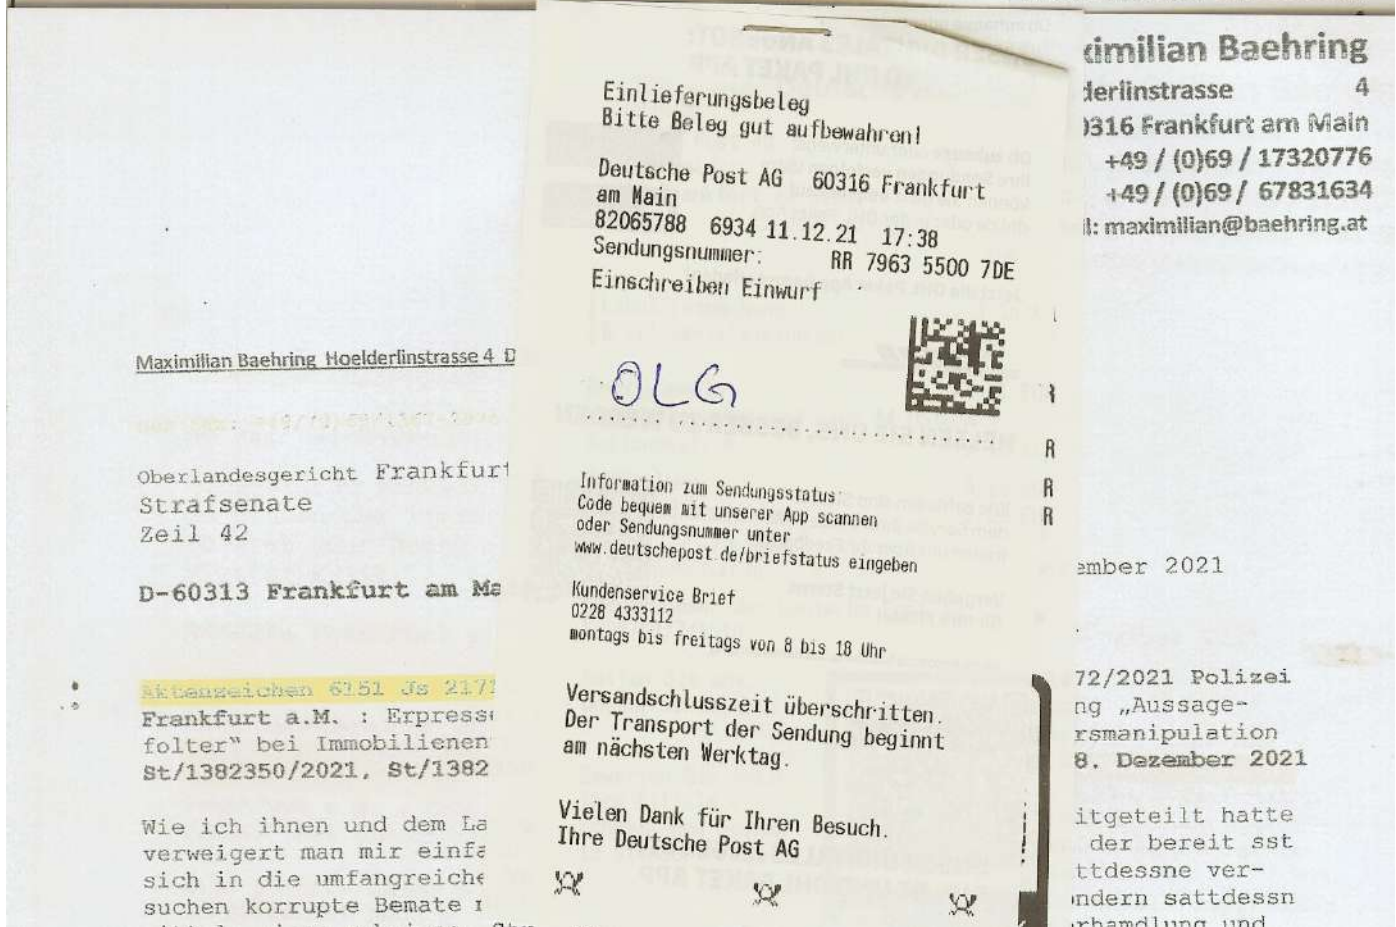 ximilian Baehring
derlinstrasse 4
0316 Frankfurt am Main
+49 / (0)69 / 17320776
+49 / (0)69 / 67831634
il: maximilian@baehring.at
Einlieferungsbeleg
Bitte Beleg gut aufbewahren!
Deutsche Post AG 60316 Frankfurt
am Main
82065788 6934 11.12.21 17:38
Sendungsnummer: RR 7963 5500 7DE
Einschreiben Einwurf
OLG
R
R
R
Information zum Sendungsstatus
Code bequem mit unserer App scannen
oder Sendungsnummer unter
www.deutschepost.de/briefstatus eingeben
Kundenservice Brief
0228 4333112
montags bis freitags von 8 bis 18 Uhr
Versandschlusszeit überschritten.
Der Transport der Sendung beginnt
am nächsten Werktag.
Vielen Dank für Ihren Besuch.
Ihre Deutsche Post AG
Maximilian Baehring Hoelderlinstrasse 4 D
Oberlandesgericht Frankfurt
Strafsenate
Zeil 42
D-60313 Frankfurt am Ma
ember 2021
Aktenzeichen 6151 Js 2171 72/2021 Polizei
Frankfurt a.M. : Erpress ng „Aussage-
folter" bei Immobilienen rsmanipulation
St/1382350/2021, St/1382 8. Dezember 2021
Wie ich ihnen und dem La itgeteilt hatte
verweigert man mir einfa der bereit sst
sich in die umfangreiche ttdessne ver-
suchen korrupte Bemate ndern sattdessn
rhamdlung und